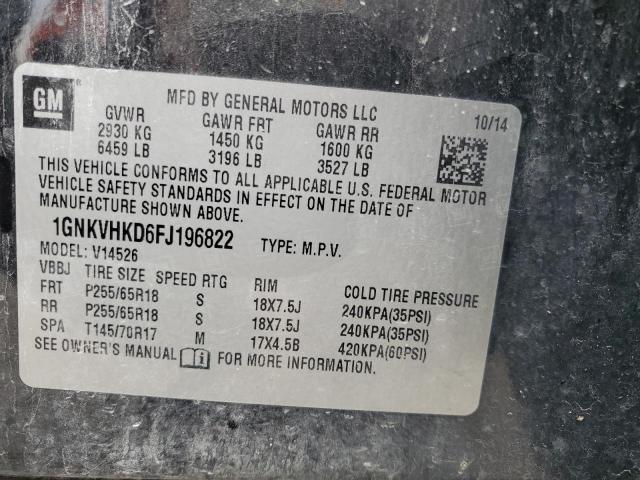 GM
MFD BY GENERAL MOTORS LLC
10/14
GVWR GAWR FRT GAWR RR
2930 KG 1450 KG 1600 KG
6459 LB 3196 LB 3527 LB
THIS VEHICLE CONFORMS TO ALL APPLICABLE U.S. FEDERAL MOTOR
VEHICLE SAFETY STANDARDS IN EFFECT ON THE DATE OF
MANUFACTURE SHOWN ABOVE.
1GNKVHKD6FJ196822 TYPE: M.P.V.
MODEL: V14526
VBBJ TIRE SIZE SPEED RTG RIM COLD TIRE PRESSURE
FRT P255/65R18 S 18X7.5J 240KPA(35PSI)
RR P255/65R18 S 18X7.5J 240KPA(35PSI)
SPA T145/70R17 M 17X4.5B 420KPA(60PSI)
SEE OWNER'S MANUAL FOR MORE INFORMATION.